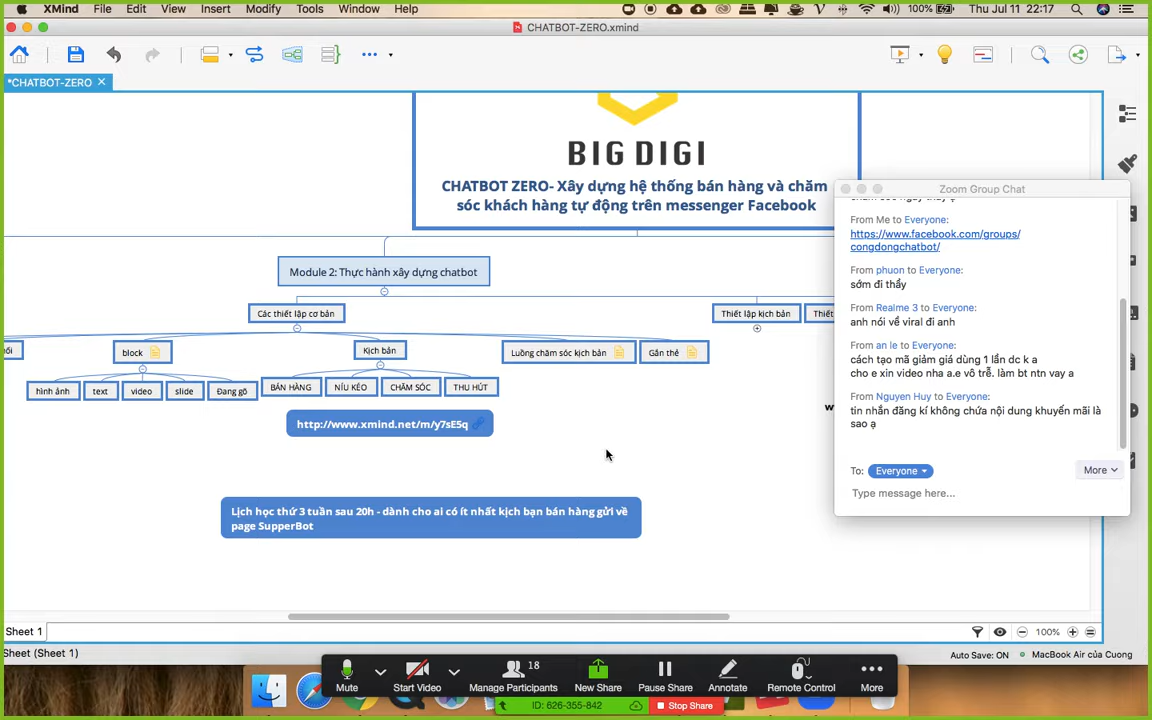 XMind File Edit View Insert Modify Tools Window Help 100% Thu Jul 11 22:17
CHATBOT-ZERO.xmind
*CHATBOT-ZERO
BIG DIGI
CHATBOT ZERO- Xây dựng hệ thống bán hàng và chăm
sóc khách hàng tự động trên messenger Facebook
Module 2: Thực hành xây dựng chatbot
Các thiết lập cơ bản
Thiết lập kịch bản
Thiết
block
Kịch bản
Luồng chăm sóc kịch bản
Gắn thẻ
hình ảnh
text
video
slide
Đang gõ
BÁN HÀNG
NÍU KÉO
CHĂM SÓC
THU HÚT
http://www.xmind.net/m/y7sE5q
Lịch học thứ 3 tuần sau 20h - dành cho ai có ít nhất kịch bạn bán hàng gửi về
page SupperBot
Zoom Group Chat
From Me to Everyone:
https://www.facebook.com/groups/
congdongchatbot/
From phuon to Everyone:
sớm đi thầy
From Realme 3 to Everyone:
anh nói về viral đi anh
From an le to Everyone:
cách tạo mã giảm giá dùng 1 lần dc k a
cho e xin video nha a.e vô trễ. làm bt ntn vay a
From Nguyen Huy to Everyone:
tin nhắn đăng kí không chứa nội dung khuyến mãi là
sao ạ
To: Everyone
More
Type message here...
Sheet 1
100%
Sheet (Sheet 1)
Auto Save: ON
MacBook Air của Cuong
Mute
Start Video
18
Manage Participants
New Share
Pause Share
Annotate
Remote Control
More
ID: 626-355-842
Stop Share